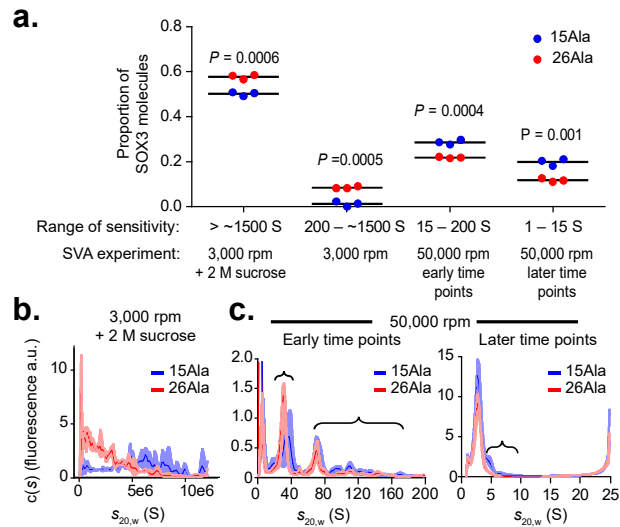 a.
15Ala
26Ala
Proportion of
SOX3 molecules
0.8
0.6
0.4
0.2
0.0
P = 0.0006
P =0.0005
P = 0.0004
P = 0.001
Range of sensitivity: > ~1500 S 200 – ~1500 S 15 – 200 S 1 – 15 S
SVA experiment: 3,000 rpm 3,000 rpm 50,000 rpm 50,000 rpm
+ 2 M sucrose early time later time
points points
b. 3,000 rpm
+ 2 M sucrose
c(s) (fluorescence a.u.)
10
5
0
15Ala
26Ala
0 5e6 10e6
s20,w (S)
c. 50,000 rpm
Early time points Later time points
2.0
1.5
1.0
0.5
0
15Ala
26Ala
0 40 80 120 160 200
s20,w (S)
15
10
5
0
15Ala
26Ala
0 5 10 15 20 25
s20,w (S)